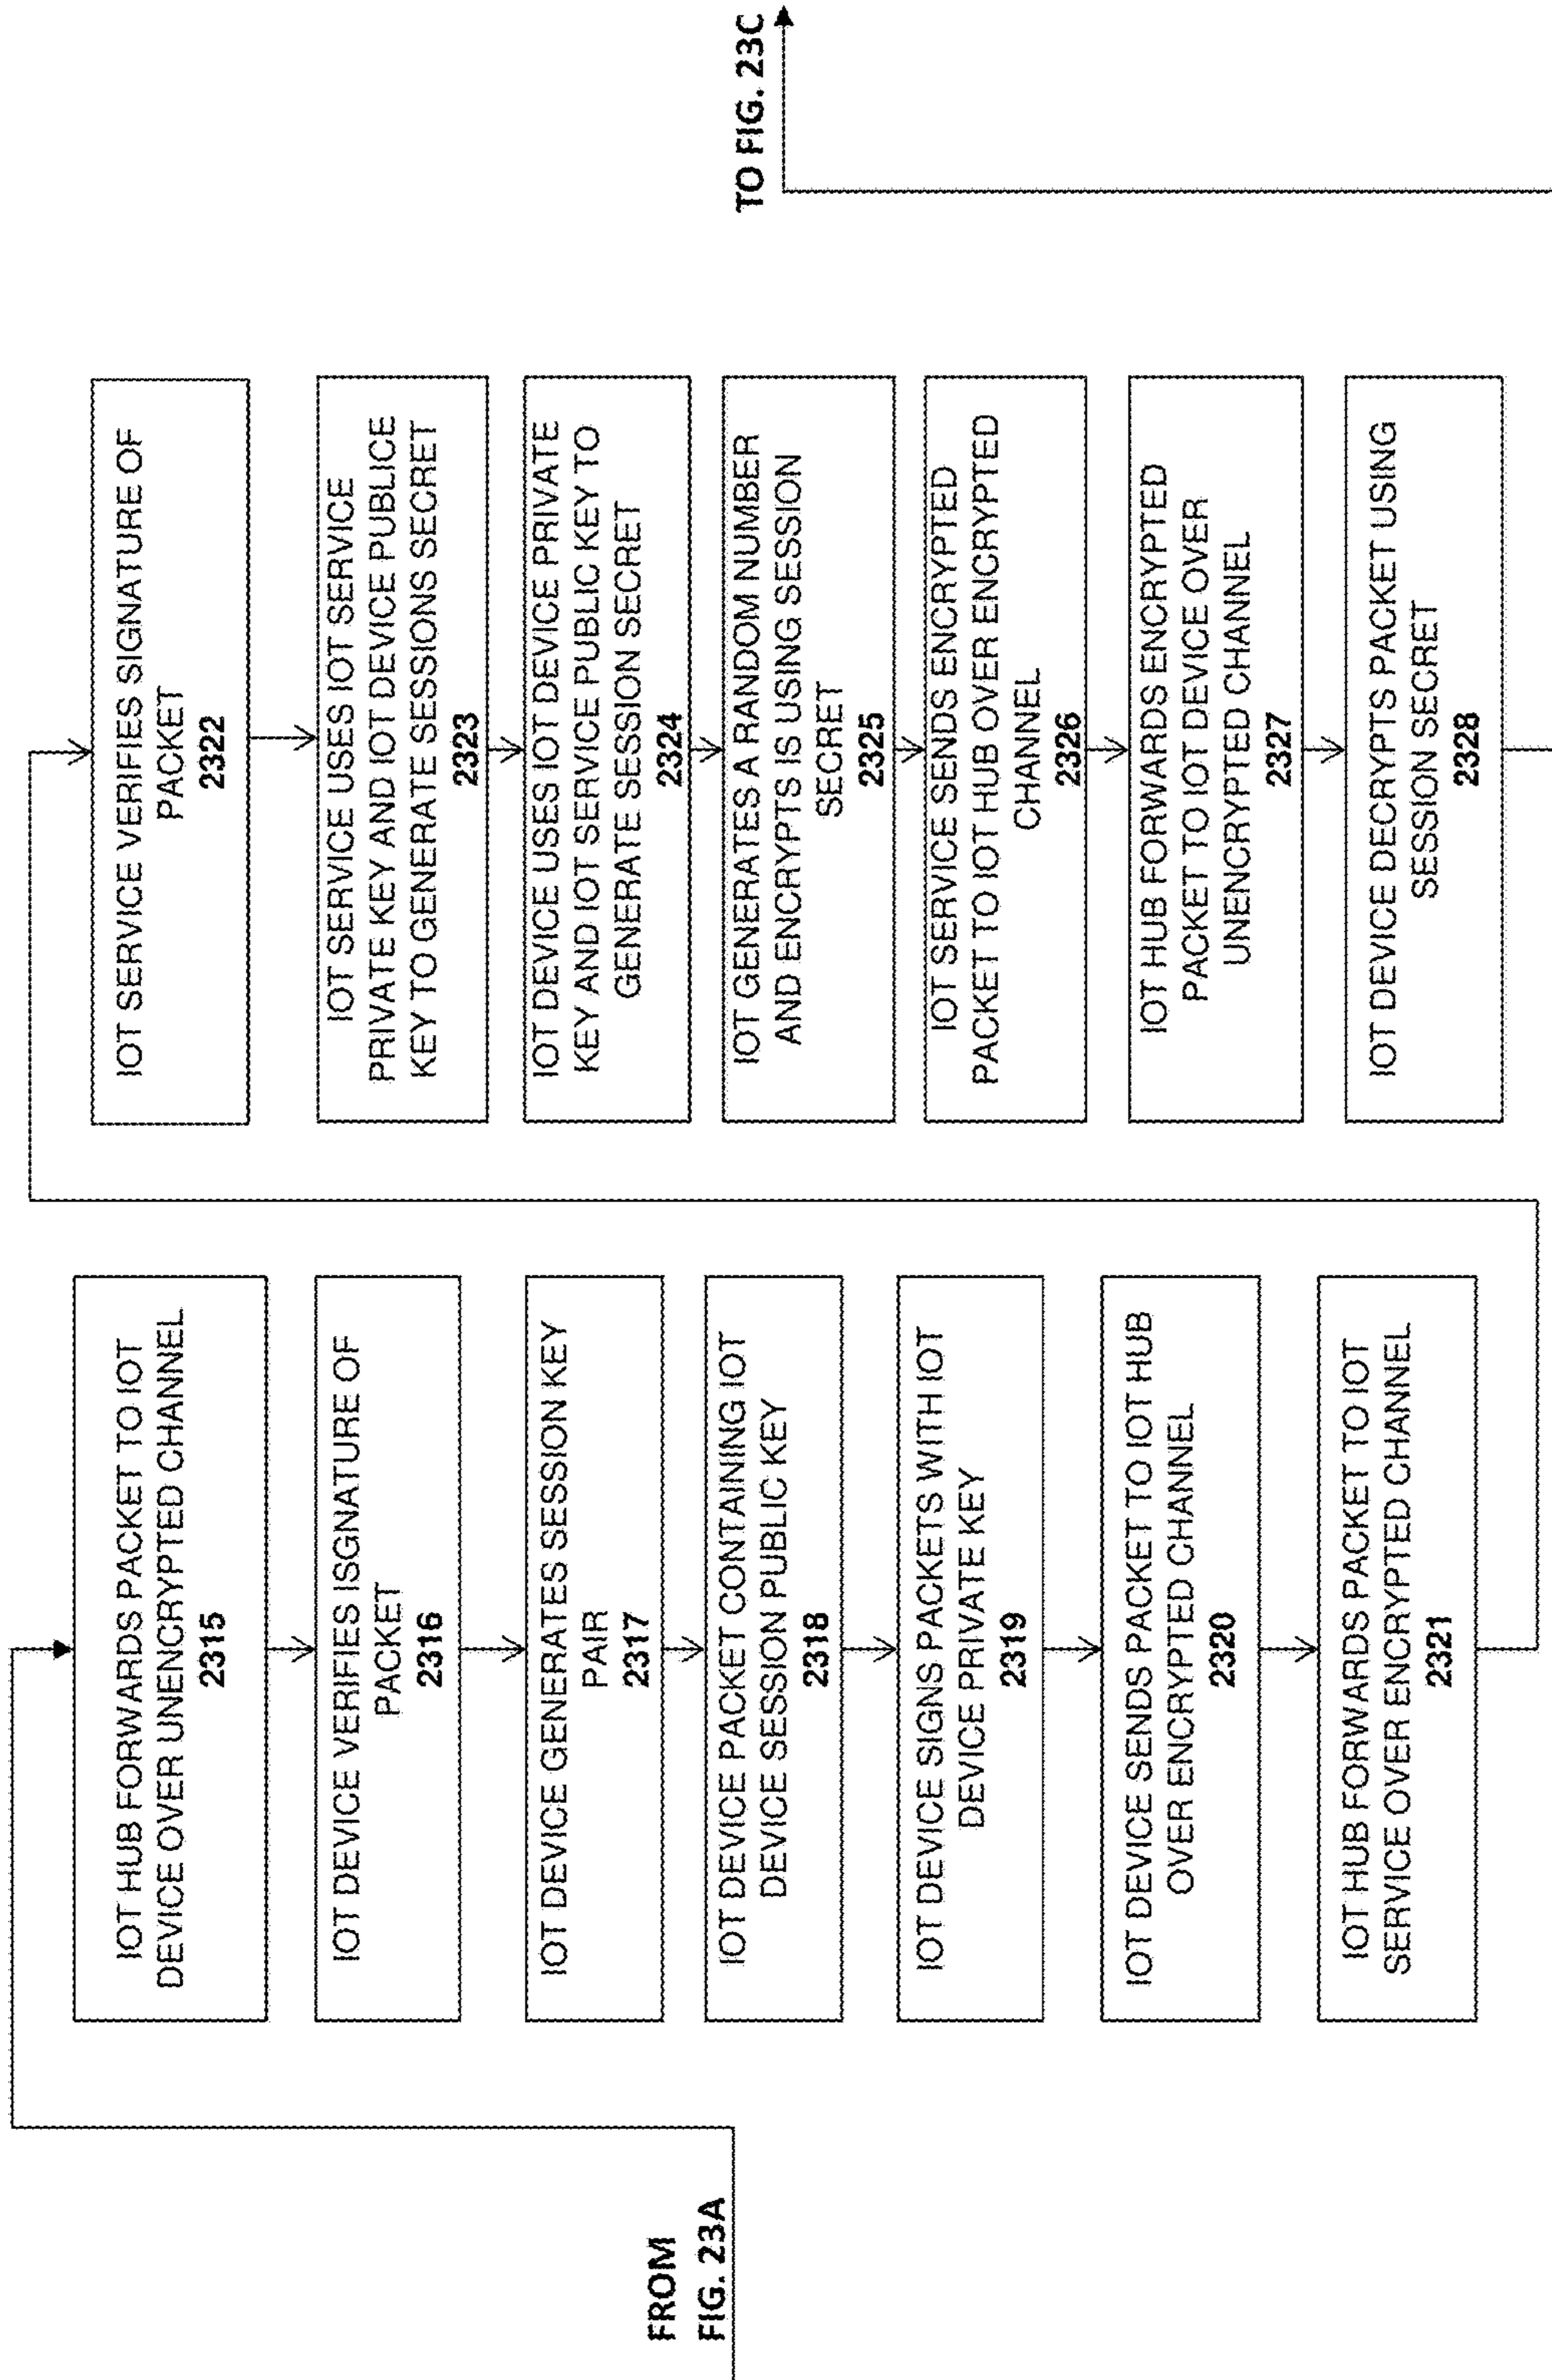 FROM
FIG. 23A
IOT HUB FORWARDS PACKET TO IOT
DEVICE OVER UNENCRYPTED CHANNEL
2315
IOT DEVICE VERIFIES ISGNATURE OF
PACKET
2316
IOT DEVICE GENERATES SESSION KEY
PAIR
2317
IOT DEVICE PACKET CONTAINING IOT
DEVICE SESSION PUBLIC KEY
2318
IOT DEVICE SIGNS PACKETS WITH IOT
DEVICE PRIVATE KEY
2319
IOT DEVICE SENDS PACKET TO IOT HUB
OVER ENCRYPTED CHANNEL
2320
IOT HUB FORWARDS PACKET TO IOT
SERVICE OVER ENCRYPTED CHANNEL
2321
IOT SERVICE VERIFIES SIGNATURE OF
PACKET
2322
IOT SERVICE USES IOT SERVICE
PRIVATE KEY AND IOT DEVICE PUBLICE
KEY TO GENERATE SESSIONS SECRET
2323
IOT DEVICE USES IOT DEVICE PRIVATE
KEY AND IOT SERVICE PUBLIC KEY TO
GENERATE SESSION SECRET
2324
IOT GENERATES A RANDOM NUMBER
AND ENCRYPTS IS USING SESSION
SECRET
2325
IOT SERVICE SENDS ENCRYPTED
PACKET TO IOT HUB OVER ENCRYPTED
CHANNEL
2326
IOT HUB FORWARDS ENCRYPTED
PACKET TO IOT DEVICE OVER
UNENCRYPTED CHANNEL
2327
IOT DEVICE DECRYPTS PACKET USING
SESSION SECRET
2328
TO FIG. 23C